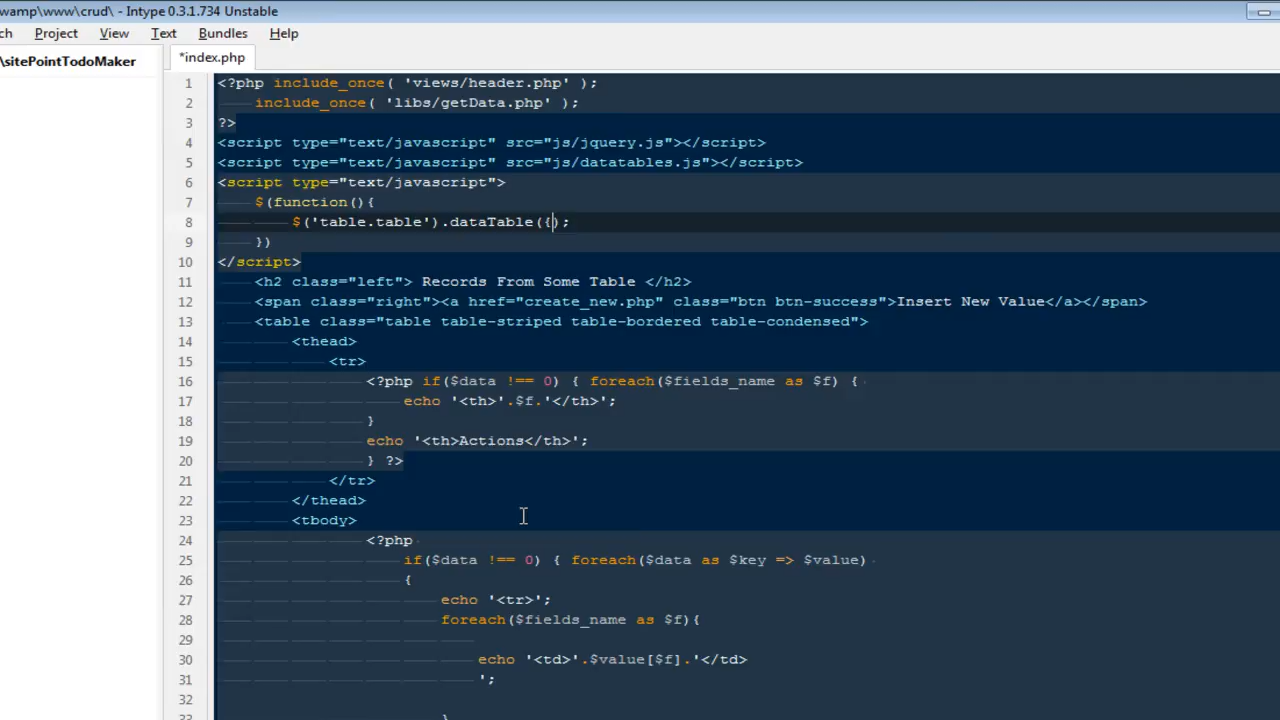 wamp\www\crud\ - Intype 0.3.1.734 Unstable
ch Project View Text Bundles Help
\sitePointTodoMaker
*index.php
1 <?php include_once( 'views/header.php' );
2 include_once( 'libs/getData.php' );
3 ?>
4 <script type="text/javascript" src="js/jquery.js"></script>
5 <script type="text/javascript" src="js/datatables.js"></script>
6 <script type="text/javascript">
7 $(function(){
8 $('table.table').dataTable({);
9 })
10 </script>
11 <h2 class="left"> Records From Some Table </h2>
12 <span class="right"><a href="create_new.php" class="btn btn-success">Insert New Value</a></span>
13 <table class="table table-striped table-bordered table-condensed">
14 <thead>
15 <tr>
16 <?php if($data !== 0) { foreach($fields_name as $f) {
17 echo '<th>'.$f.'</th>';
18 }
19 echo '<th>Actions</th>';
20 } ?>
21 </tr>
22 </thead>
23 <tbody>
24 <?php
25 if($data !== 0) { foreach($data as $key => $value)
26 {
27 echo '<tr>';
28 foreach($fields_name as $f){
29
30 echo '<td>'.$value[$f].'</td>
31 ';
32
33 }